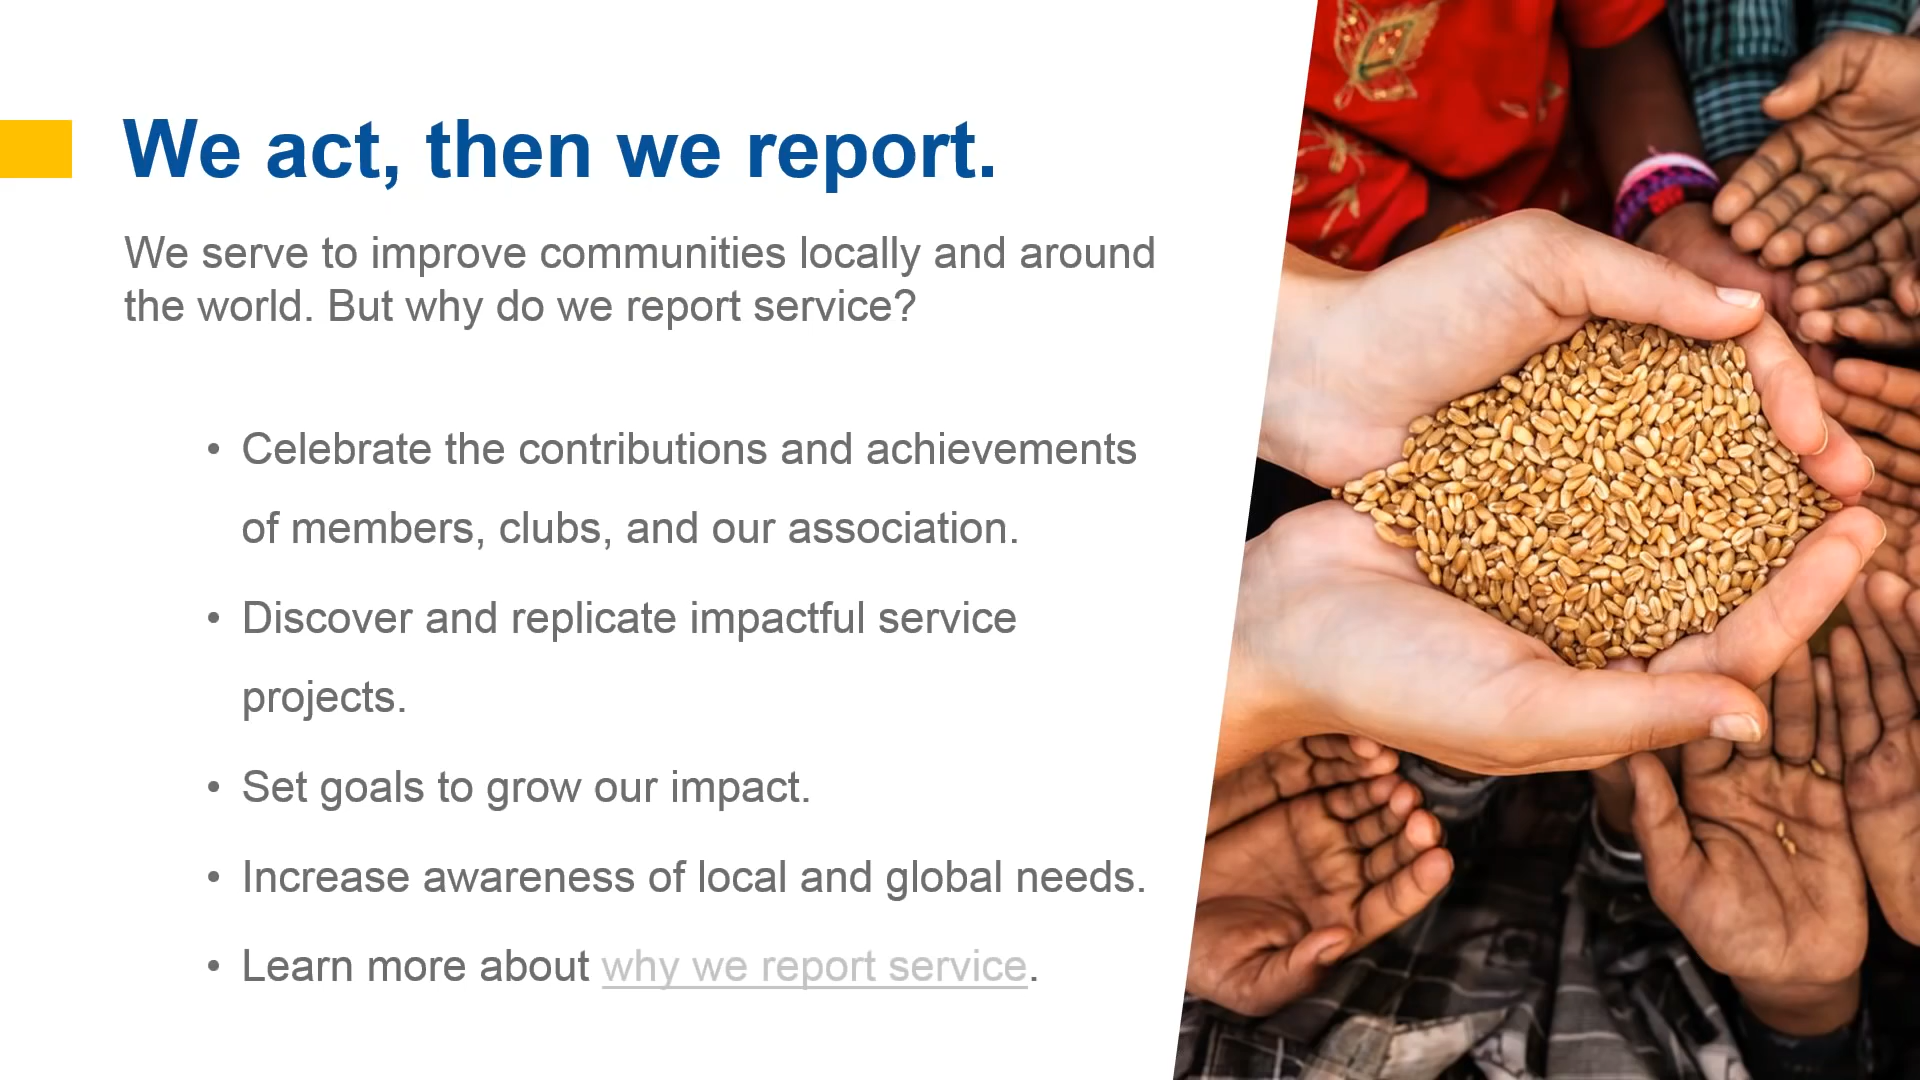 We act, then we report.
We serve to improve communities locally and around
the world. But why do we report service?
• Celebrate the contributions and achievements
of members, clubs, and our association.
• Discover and replicate impactful service
projects.
• Set goals to grow our impact.
• Increase awareness of local and global needs.
• Learn more about why we report service.